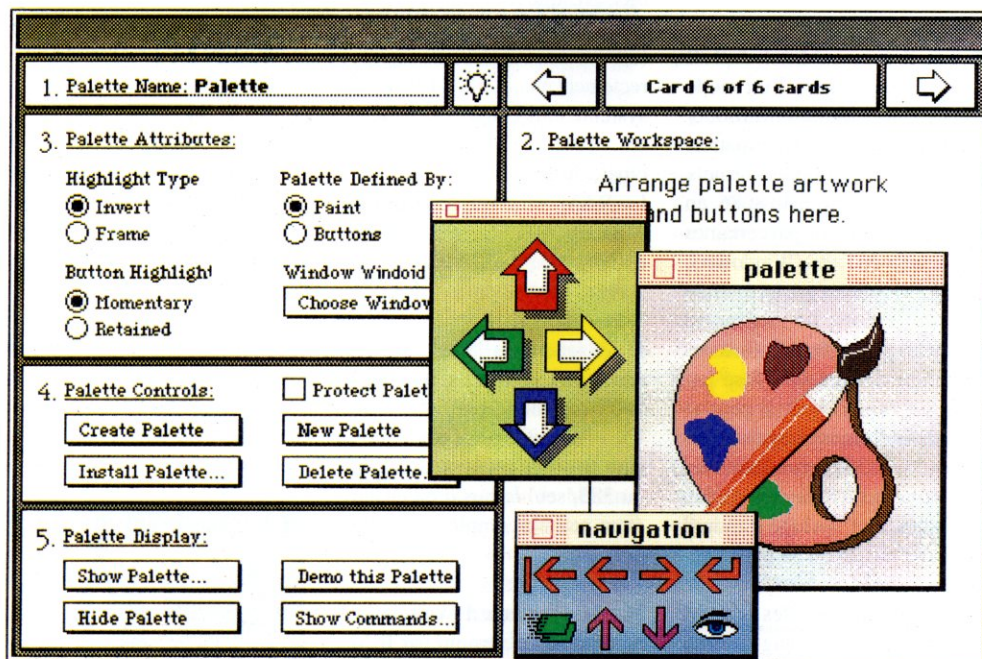 1. Palette Name: Palette
Card 6 of 6 cards
3. Palette Attributes:
Highlight Type
Invert
Frame
Palette Defined By:
Paint
Buttons
Button Highlight
Momentary
Retained
Window Windoid
Choose Window
2. Palette Workspace:
Arrange palette artwork
and buttons here.
4. Palette Controls:
Protect Palet
Create Palette
New Palette
Install Palette...
Delete Palette...
5. Palette Display:
Show Palette...
Demo this Palette
Hide Palette
Show Commands...
palette
navigation